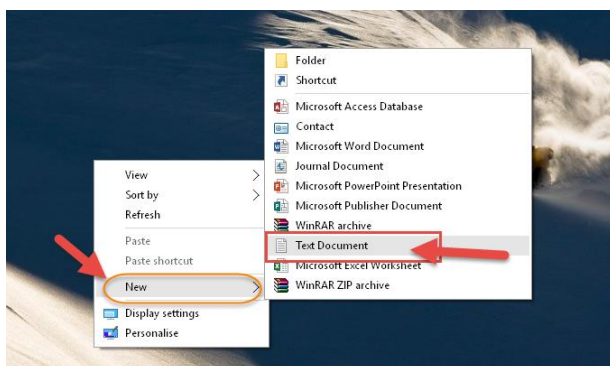 View
Sort by
Refresh
Paste
Paste shortcut
New
Display settings
Personalise
Folder
Shortcut
Microsoft Access Database
Contact
Microsoft Word Document
Journal Document
Microsoft PowerPoint Presentation
Microsoft Publisher Document
WinRAR archive
Text Document
Microsoft Excel Worksheet
WinRAR ZIP archive